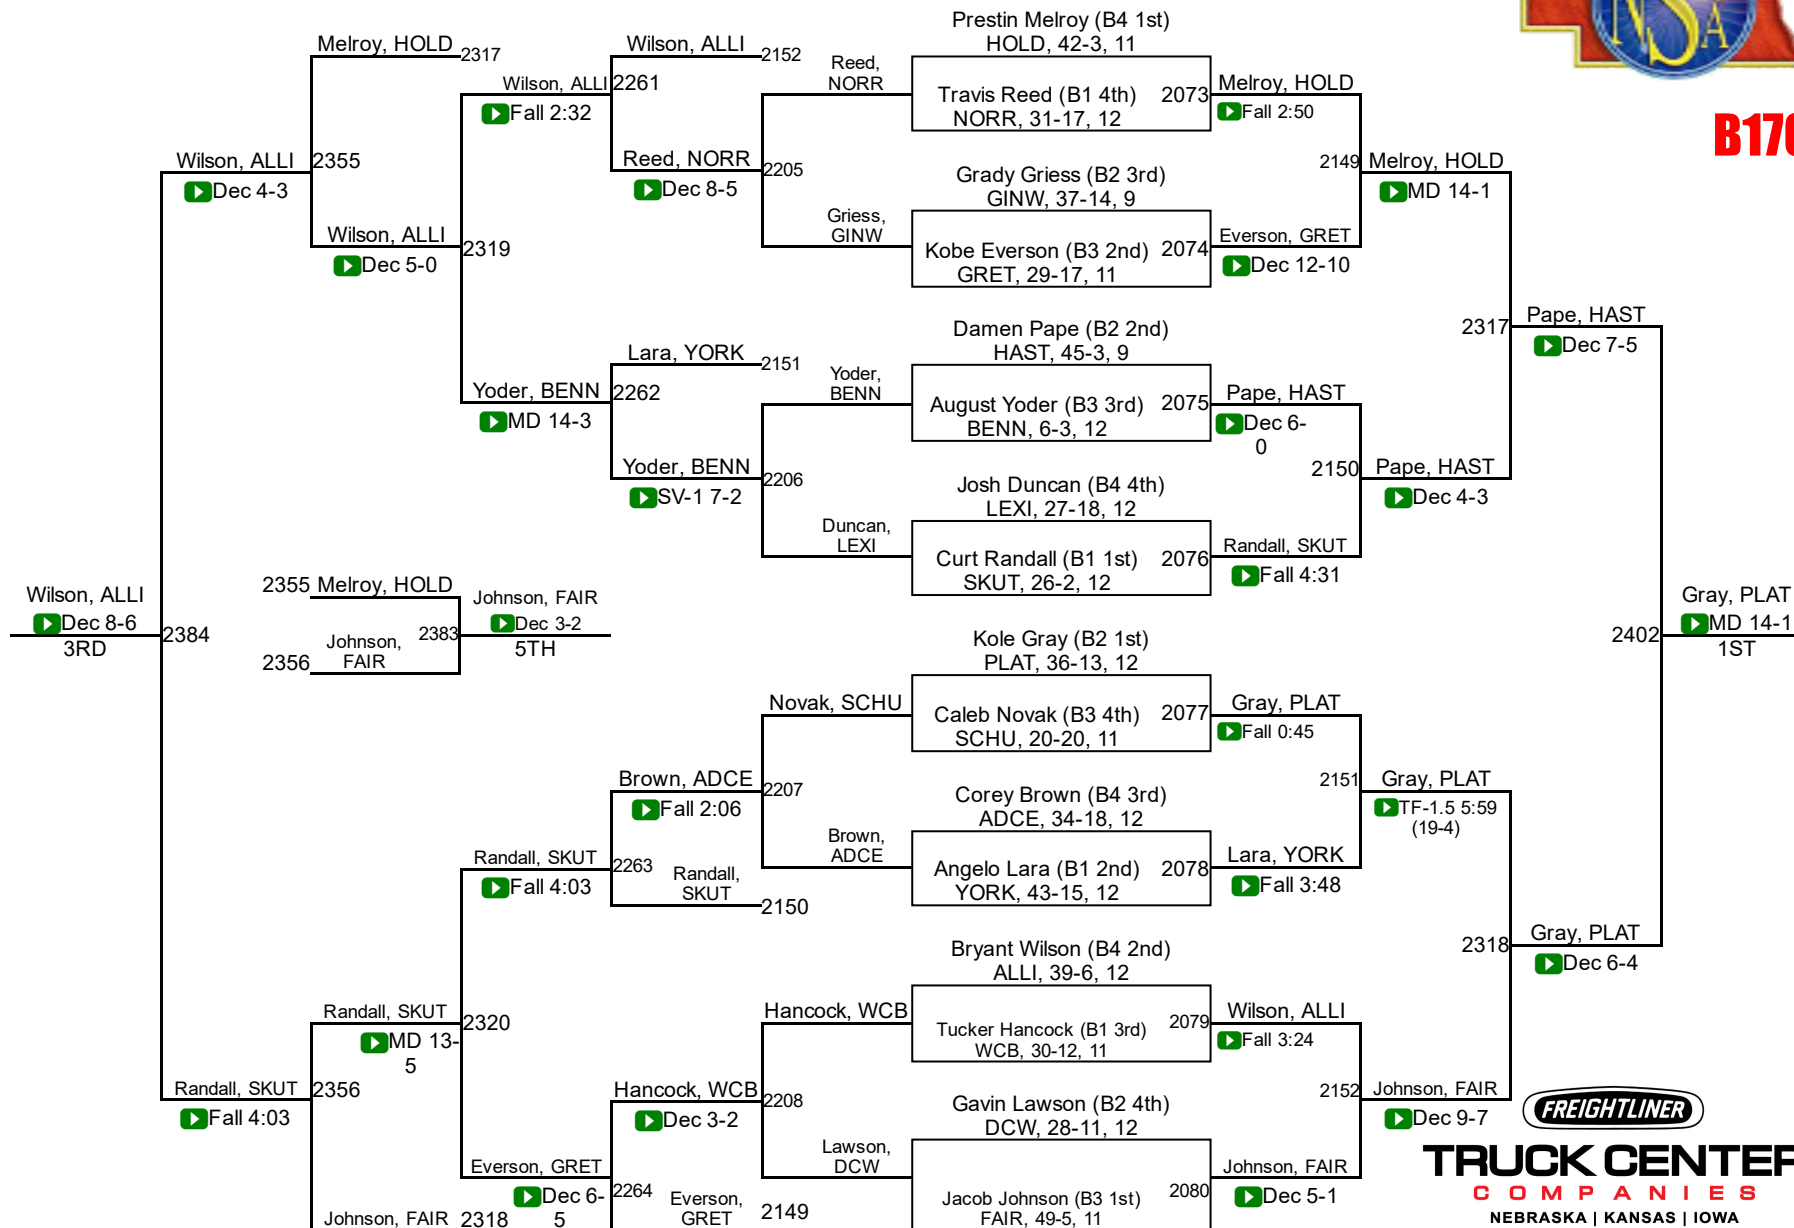 NSA
B170
Prestin Melroy (B4 1st)
HOLD, 42-3, 11
Travis Reed (B1 4th)
NORR, 31-17, 12
2073
Melroy, HOLD
Fall 2:50
Grady Griess (B2 3rd)
GINW, 37-14, 9
Kobe Everson (B3 2nd)
GRET, 29-17, 11
2074
Everson, GRET
Dec 12-10
2149
Melroy, HOLD
MD 14-1
Damen Pape (B2 2nd)
HAST, 45-3, 9
August Yoder (B3 3rd)
BENN, 6-3, 12
2075
Pape, HAST
Dec 6-
0
Josh Duncan (B4 4th)
LEXI, 27-18, 12
Curt Randall (B1 1st)
SKUT, 26-2, 12
2076
Randall, SKUT
Fall 4:31
2150
Pape, HAST
Dec 4-3
2317
Pape, HAST
Dec 7-5
Kole Gray (B2 1st)
PLAT, 36-13, 12
Caleb Novak (B3 4th)
SCHU, 20-20, 11
2077
Gray, PLAT
Fall 0:45
Corey Brown (B4 3rd)
ADCE, 34-18, 12
Angelo Lara (B1 2nd)
YORK, 43-15, 12
2078
Lara, YORK
Fall 3:48
2151
Gray, PLAT
TF-1.5 5:59
(19-4)
Bryant Wilson (B4 2nd)
ALLI, 39-6, 12
Tucker Hancock (B1 3rd)
WCB, 30-12, 11
2079
Wilson, ALLI
Fall 3:24
Gavin Lawson (B2 4th)
DCW, 28-11, 12
Jacob Johnson (B3 1st)
FAIR, 49-5, 11
2080
Johnson, FAIR
Dec 5-1
2152
Johnson, FAIR
Dec 9-7
2318
Gray, PLAT
Dec 6-4
2402
Gray, PLAT
MD 14-1
1ST
Melroy, HOLD
2317
Wilson, ALLI
2152
Reed,
NORR
Griess,
GINW
2205
Reed, NORR
Dec 8-5
2261
Wilson, ALLI
Fall 2:32
Lara, YORK
2151
Yoder,
BENN
Duncan,
LEXI
2206
Yoder, BENN
SV-1 7-2
2262
Yoder, BENN
MD 14-3
2319
Wilson, ALLI
Dec 5-0
2355
Wilson, ALLI
Dec 4-3
2355
Melroy, HOLD
2356
Johnson,
FAIR
2383
Johnson, FAIR
Dec 3-2
5TH
Wilson, ALLI
Dec 8-6
3RD
2384
Novak, SCHU
Brown,
ADCE
2207
Brown, ADCE
Fall 2:06
Randall,
SKUT
2150
2263
Randall, SKUT
Fall 4:03
Hancock, WCB
Lawson,
DCW
2208
Hancock, WCB
Dec 3-2
Everson,
GRET
2149
2264
Everson, GRET
Dec 6-
5
2320
Randall, SKUT
MD 13-
5
Johnson, FAIR
2318
2356
Randall, SKUT
Fall 4:03
FREIGHTLINER
TRUCK CENTER
COMPANIES
NEBRASKA | KANSAS | IOWA